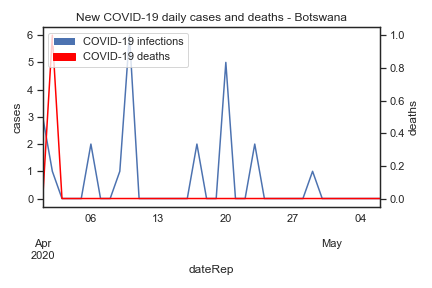 New COVID-19 daily cases and deaths - Botswana
COVID-19 infections
COVID-19 deaths
6
5
4
3
2
1
0
cases
1.0
0.8
0.6
0.4
0.2
0.0
deaths
06
13
20
27
04
Apr
2020
May
dateRep